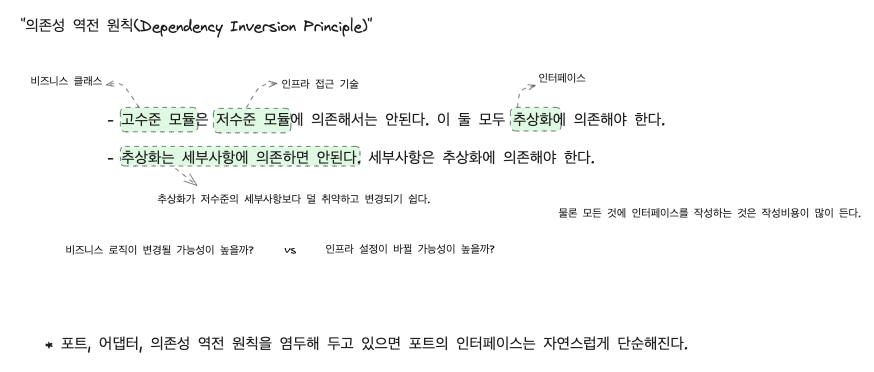 "의존성 역전 원칙(Dependency Inversion Principle)"
비즈니스 클래스
인프라 접근 기술
인터페이스
- 고수준 모듈은 저수준 모듈에 의존해서는 안된다. 이 둘 모두 추상화에 의존해야 한다.
- 추상화는 세부사항에 의존하면 안된다. 세부사항은 추상화에 의존해야 한다.
추상화가 저수준의 세부사항보다 덜 취약하고 변경되기 쉽다.
물론 모든 것에 인터페이스를 작성하는 것은 작성비용이 많이 든다.
비즈니스 로직이 변경될 가능성이 높을까? vs 인프라 설정이 바뀔 가능성이 높을까?
* 포트, 어댑터, 의존성 역전 원칙을 염두해 두고 있으면 포트의 인터페이스는 자연스럽게 단순해진다.